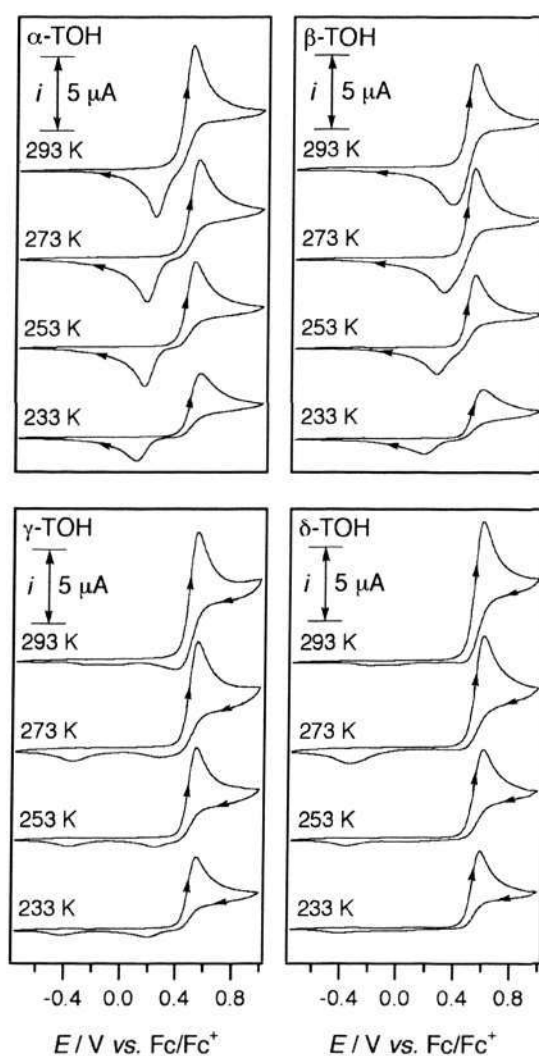 α-TOH
i 5 μA
293 K
273 K
253 K
233 K
β-TOH
i 5 μA
293 K
273 K
253 K
233 K
γ-TOH
i 5 μA
293 K
273 K
253 K
233 K
-0.4 0.0 0.4 0.8
E / V vs. Fc/Fc⁺
δ-TOH
i 5 μA
293 K
273 K
253 K
233 K
-0.4 0.0 0.4 0.8
E / V vs. Fc/Fc⁺